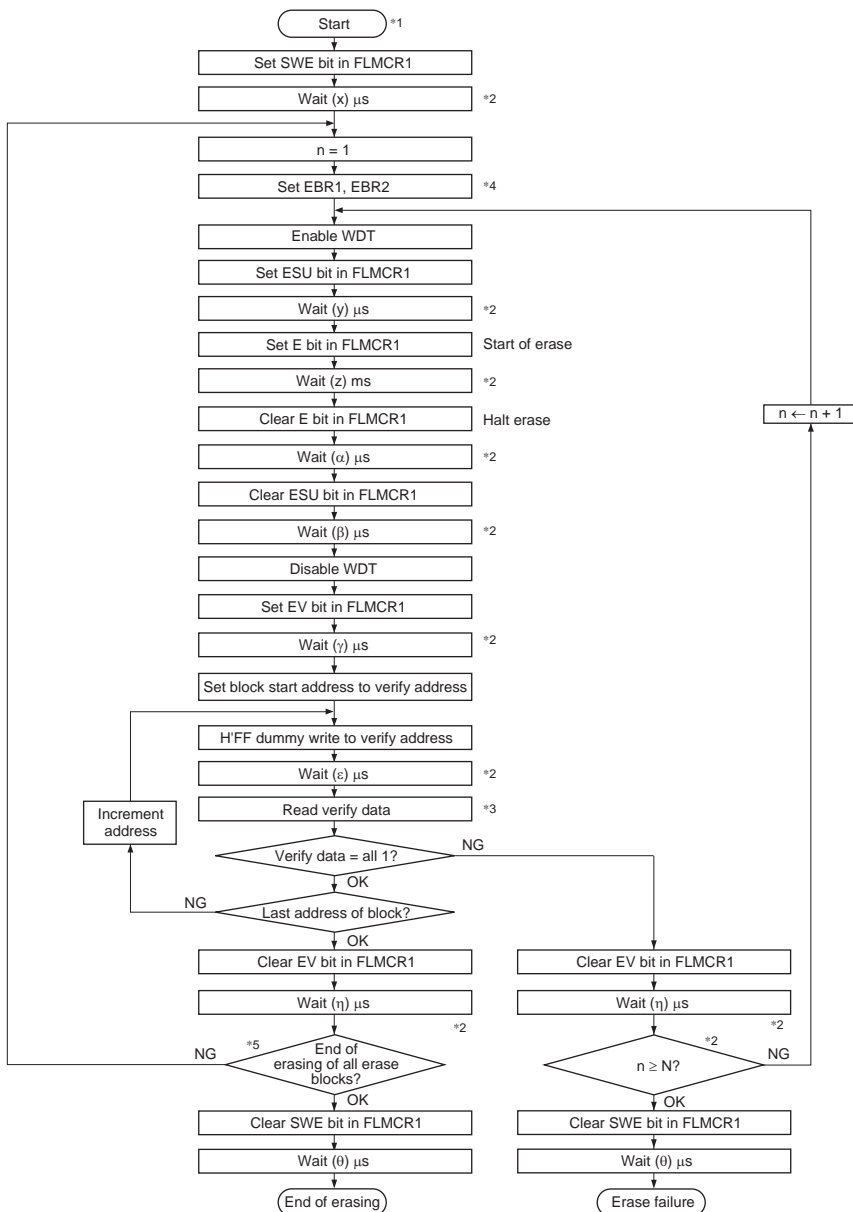 Start
*1
Set SWE bit in FLMCR1
Wait (x) μs
*2
n = 1
Set EBR1, EBR2
*4
Enable WDT
Set ESU bit in FLMCR1
Wait (y) μs
*2
Set E bit in FLMCR1
Start of erase
Wait (z) ms
*2
Clear E bit in FLMCR1
Halt erase
n ← n + 1
Wait (α) μs
*2
Clear ESU bit in FLMCR1
Wait (β) μs
*2
Disable WDT
Set EV bit in FLMCR1
Wait (γ) μs
*2
Set block start address to verify address
H'FF dummy write to verify address
Wait (ε) μs
*2
Increment
address
Read verify data
*3
Verify data = all 1?
NG
OK
NG
Last address of block?
OK
Clear EV bit in FLMCR1
Clear EV bit in FLMCR1
Wait (η) μs
Wait (η) μs
*2
*2
NG
*5
End of
erasing of all erase
blocks?
*2
n ≥ N?
NG
OK
OK
Clear SWE bit in FLMCR1
Clear SWE bit in FLMCR1
Wait (θ) μs
Wait (θ) μs
End of erasing
Erase failure